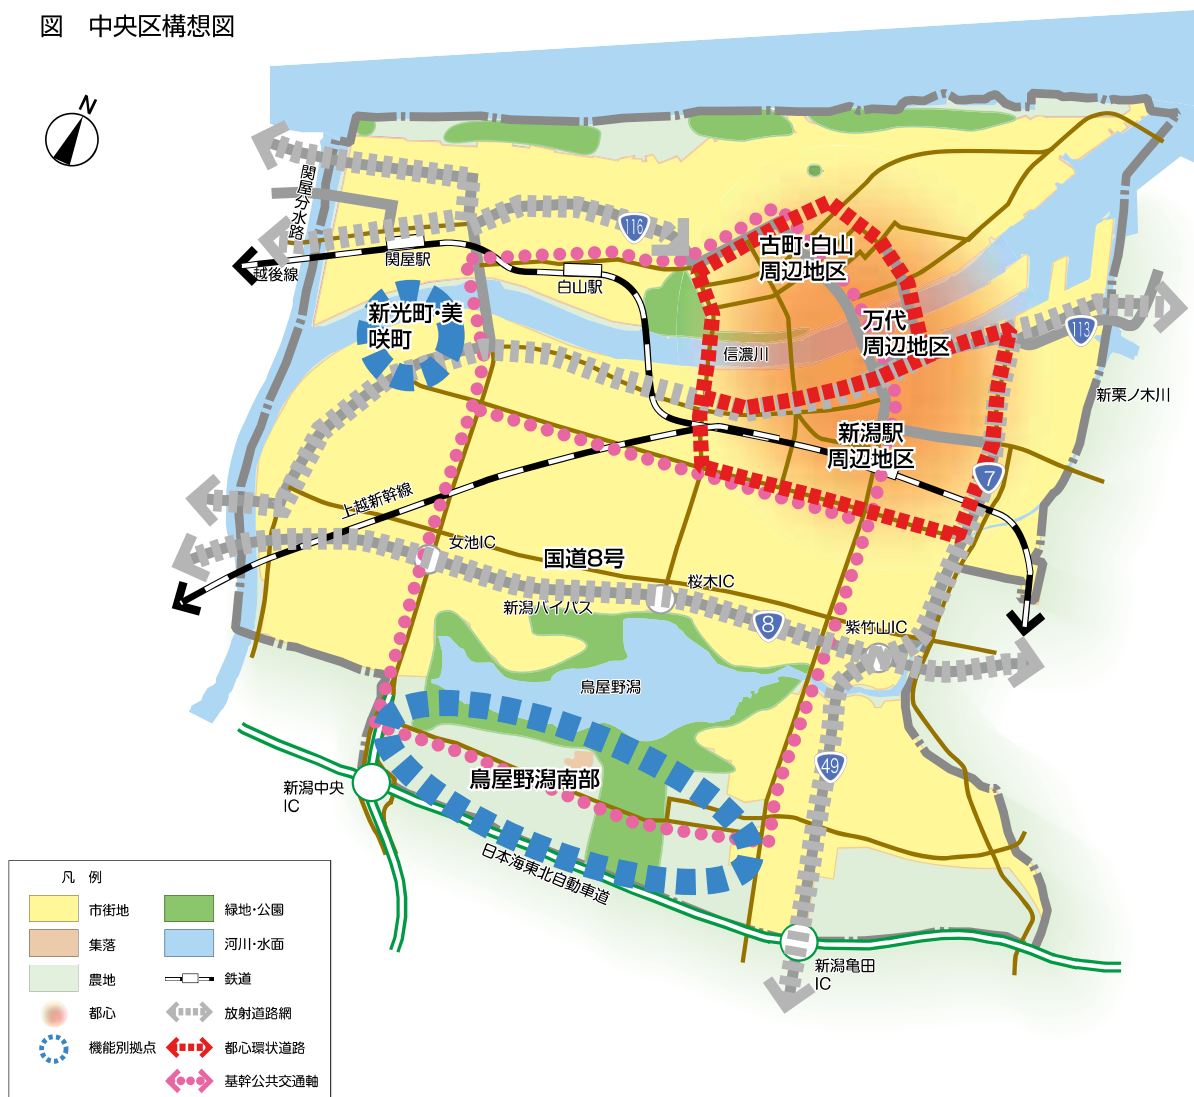 図 中央区構想図
N
関屋分水路
116
古町・白山
周辺地区
関屋駅
越後線
白山駅
新光町・美
咲町
万代
周辺地区
113
信濃川
新栗ノ木川
新潟駅
周辺地区
7
上越新幹線
女池IC
国道8号
桜木IC
新潟バイパス
8
紫竹山IC
鳥屋野潟
49
鳥屋野潟南部
新潟中央
IC
日本海東北自動車道
新潟亀田
IC
凡 例
市街地
緑地・公園
集落
河川・水面
農地
鉄道
都心
放射道路網
機能別拠点
都心環状道路
基幹公共交通軸